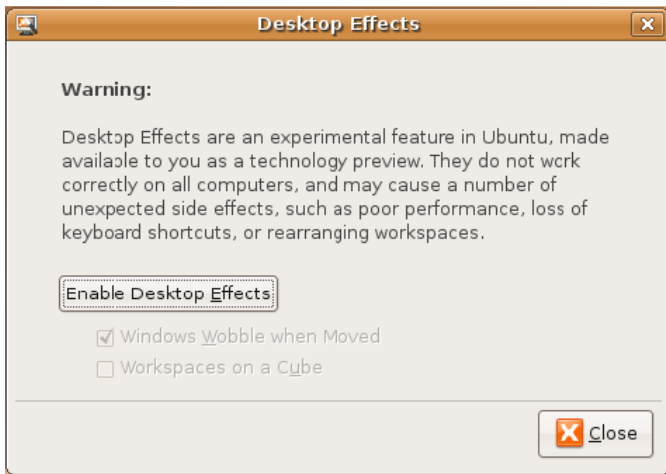 Desktop Effects
Warning:
Desktop Effects are an experimental feature in Ubuntu, made
available to you as a technology preview. They do not work
correctly on all computers, and may cause a number of
unexpected side effects, such as poor performance, loss of
keyboard shortcuts, or rearranging workspaces.
Enable Desktop Effects
Windows Wobble when Moved
Workspaces on a Cube
Close